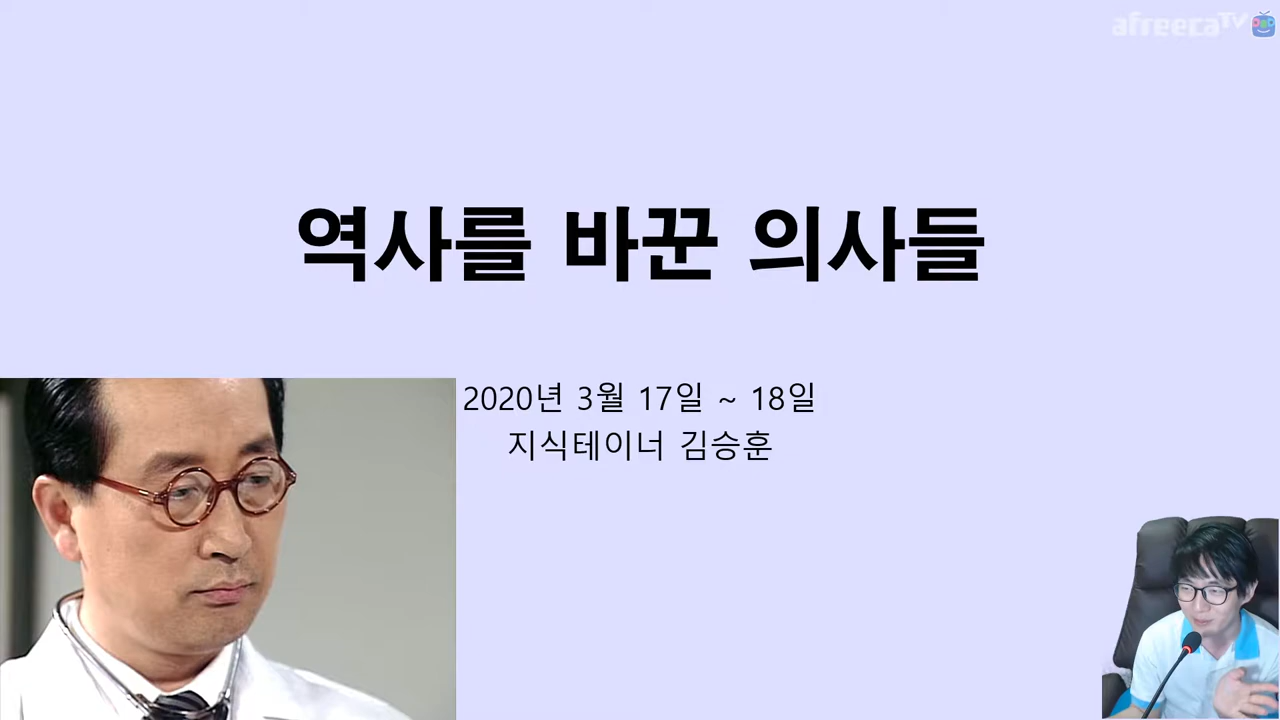 afreecaTV
역사를 바꾼 의사들
2020년 3월 17일 ~ 18일
지식테이너 김승훈